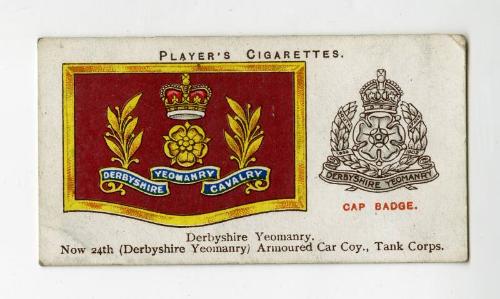 PLAYER'S CIGARETTES.
DERBYSHIRE YEOMANRY CAVALRY
DERBYSHIRE YEOMANRY
CAP BADGE.
Derbyshire Yeomanry.
Now 24th (Derbyshire Yeomanry) Armoured Car Coy., Tank Corps.